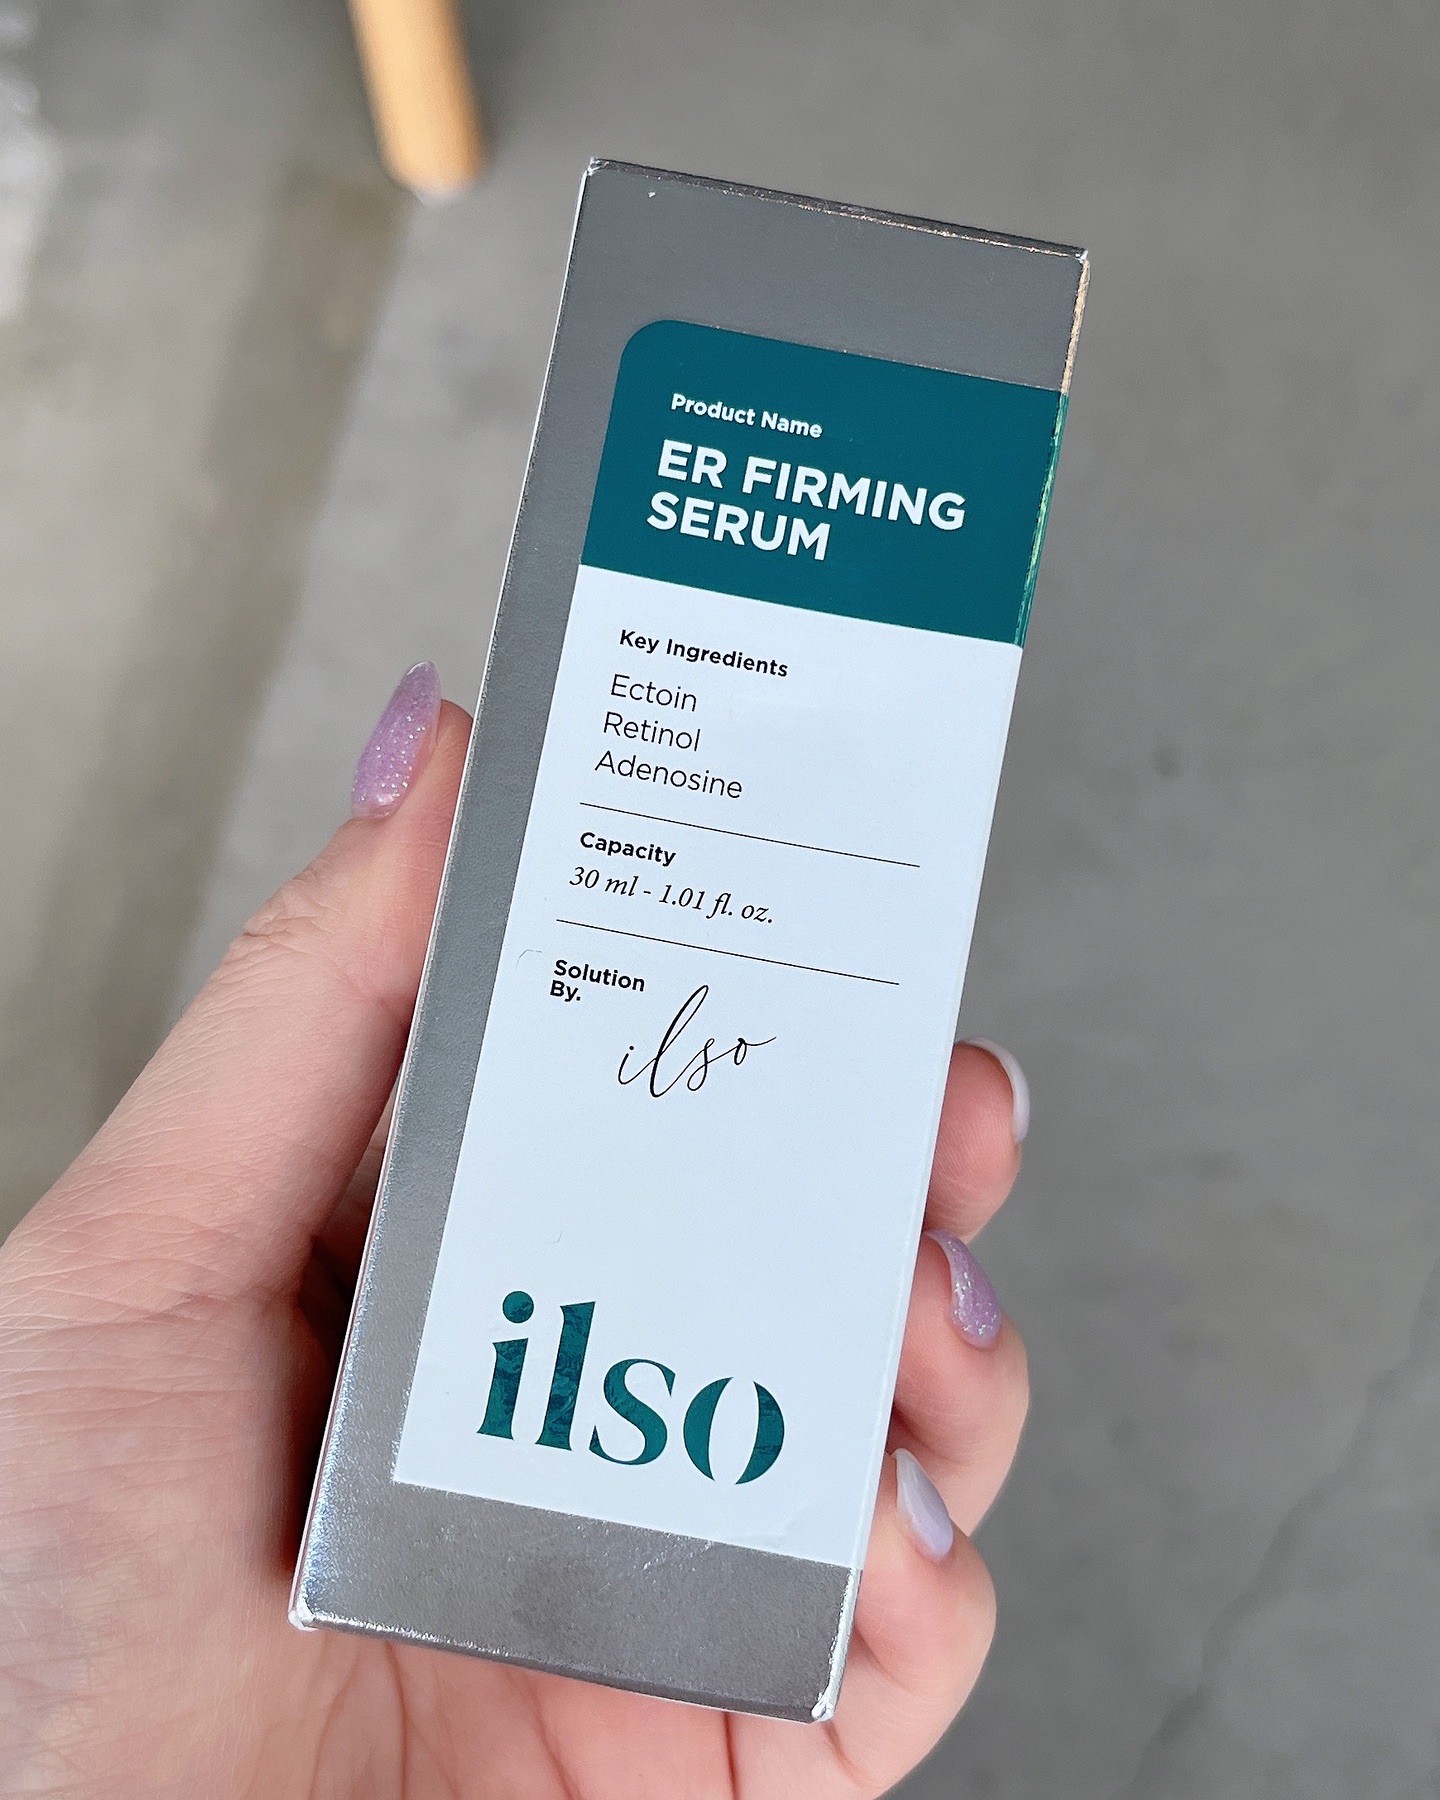 Product Name
ER FIRMING
SERUM
Key Ingredients
Ectoin
Retinol
Adenosine
Capacity
30 ml - 1.01 fl. oz.
Solution
By.
ilso
ilso